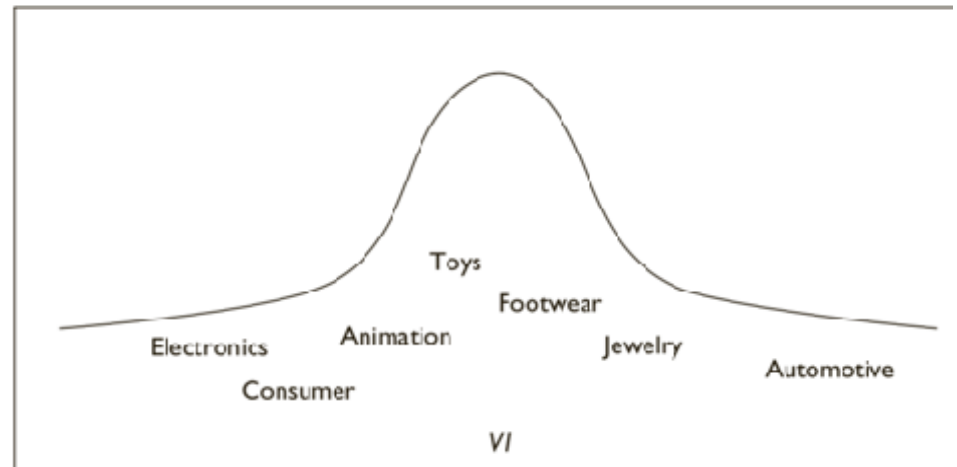 Toys
Footwear
Animation
Jewelry
Electronics
Automotive
Consumer
VI